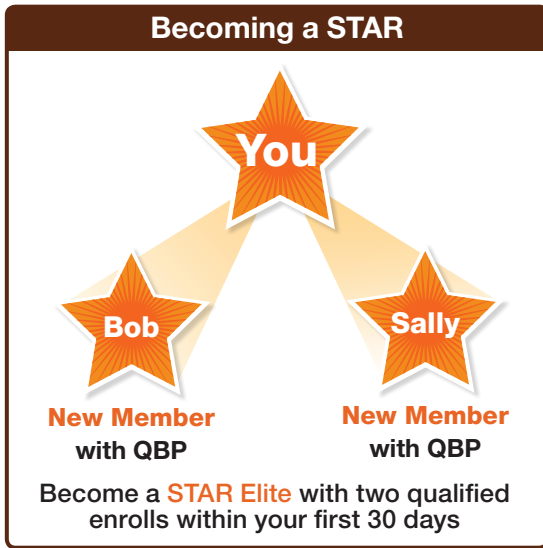 Becoming a STAR
You
Bob
Sally
New Member
with QBP
New Member
with QBP
Become a STAR Elite with two qualified
enrolls within your first 30 days